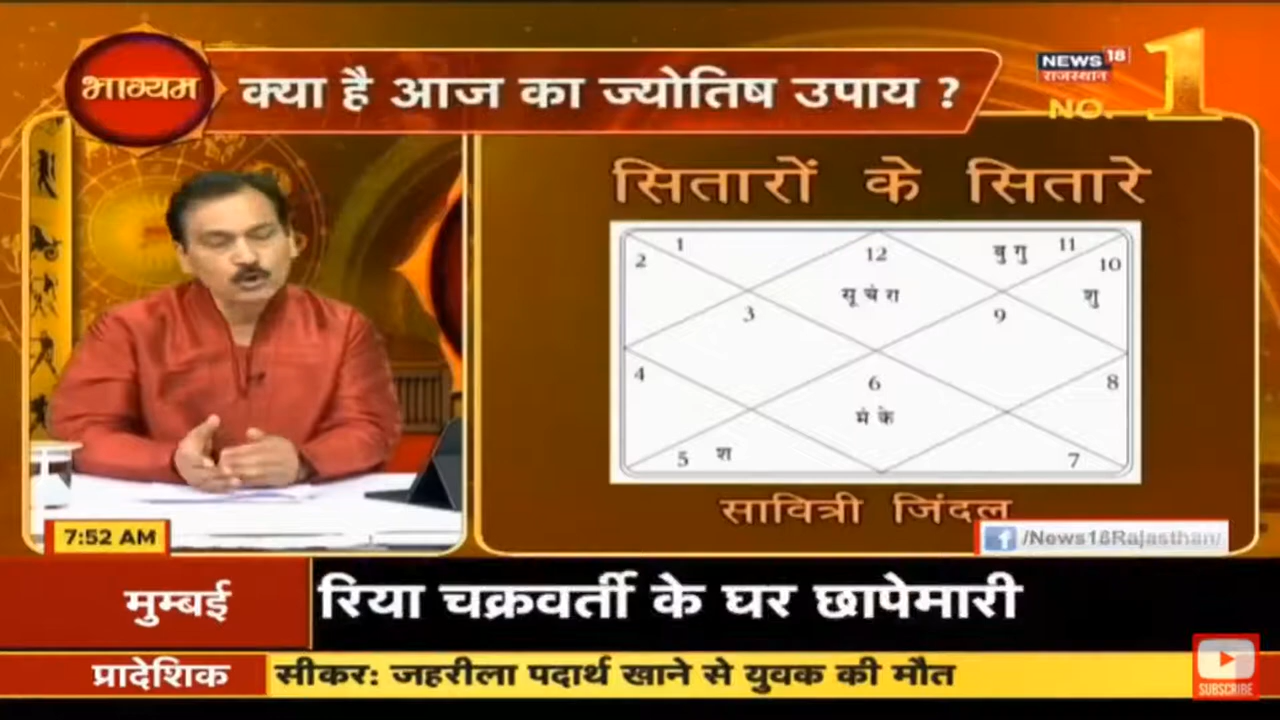 भाग्यम
क्या है आज का ज्योतिष उपाय ?
NEWS 18
राजस्थान
NO. 1
सितारों के सितारे
1
2
12
बु गु 11
10
सू चं रा
शु
3
9
4
6
8
मं के
5 श
7
सावित्री जिंदल
/News18Rajasthan/
7:52 AM
मुम्बई
रिया चक्रवर्ती के घर छापेमारी
प्रादेशिक
सीकर: जहरीला पदार्थ खाने से युवक की मौत
SUBSCRIBE